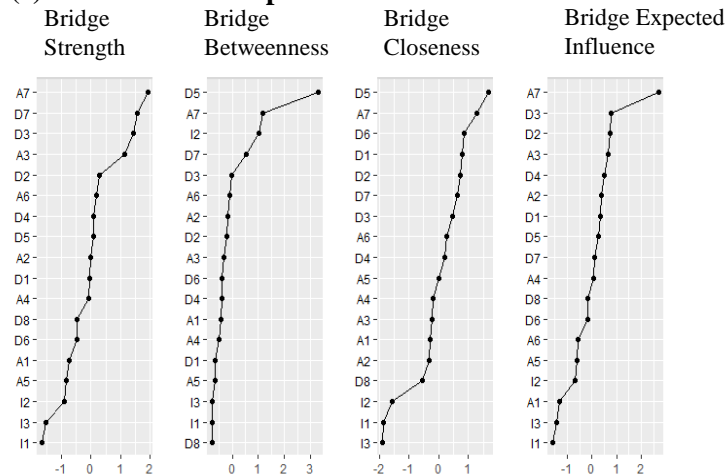 Bridge
Strength
Bridge
Betweenness
Bridge
Closeness
Bridge Expected
Influence
A7
D7
D3
A3
D2
A6
D4
D5
A2
D1
A4
D8
D6
A1
A5
I2
I3
I1
-1 0 1 2
D5
A7
I2
D7
D3
A6
A2
D2
A3
D6
D4
A1
A4
D1
A5
I3
I1
D8
0 1 2 3
D5
A7
D6
D1
D2
D7
D3
A6
D4
A5
A4
A3
A1
A2
D8
I2
I1
I3
-2 -1 0 1
A7
D3
D2
A3
D4
A2
D1
D5
D7
A4
D8
D6
A6
A5
I2
A1
I3
I1
-1 0 1 2